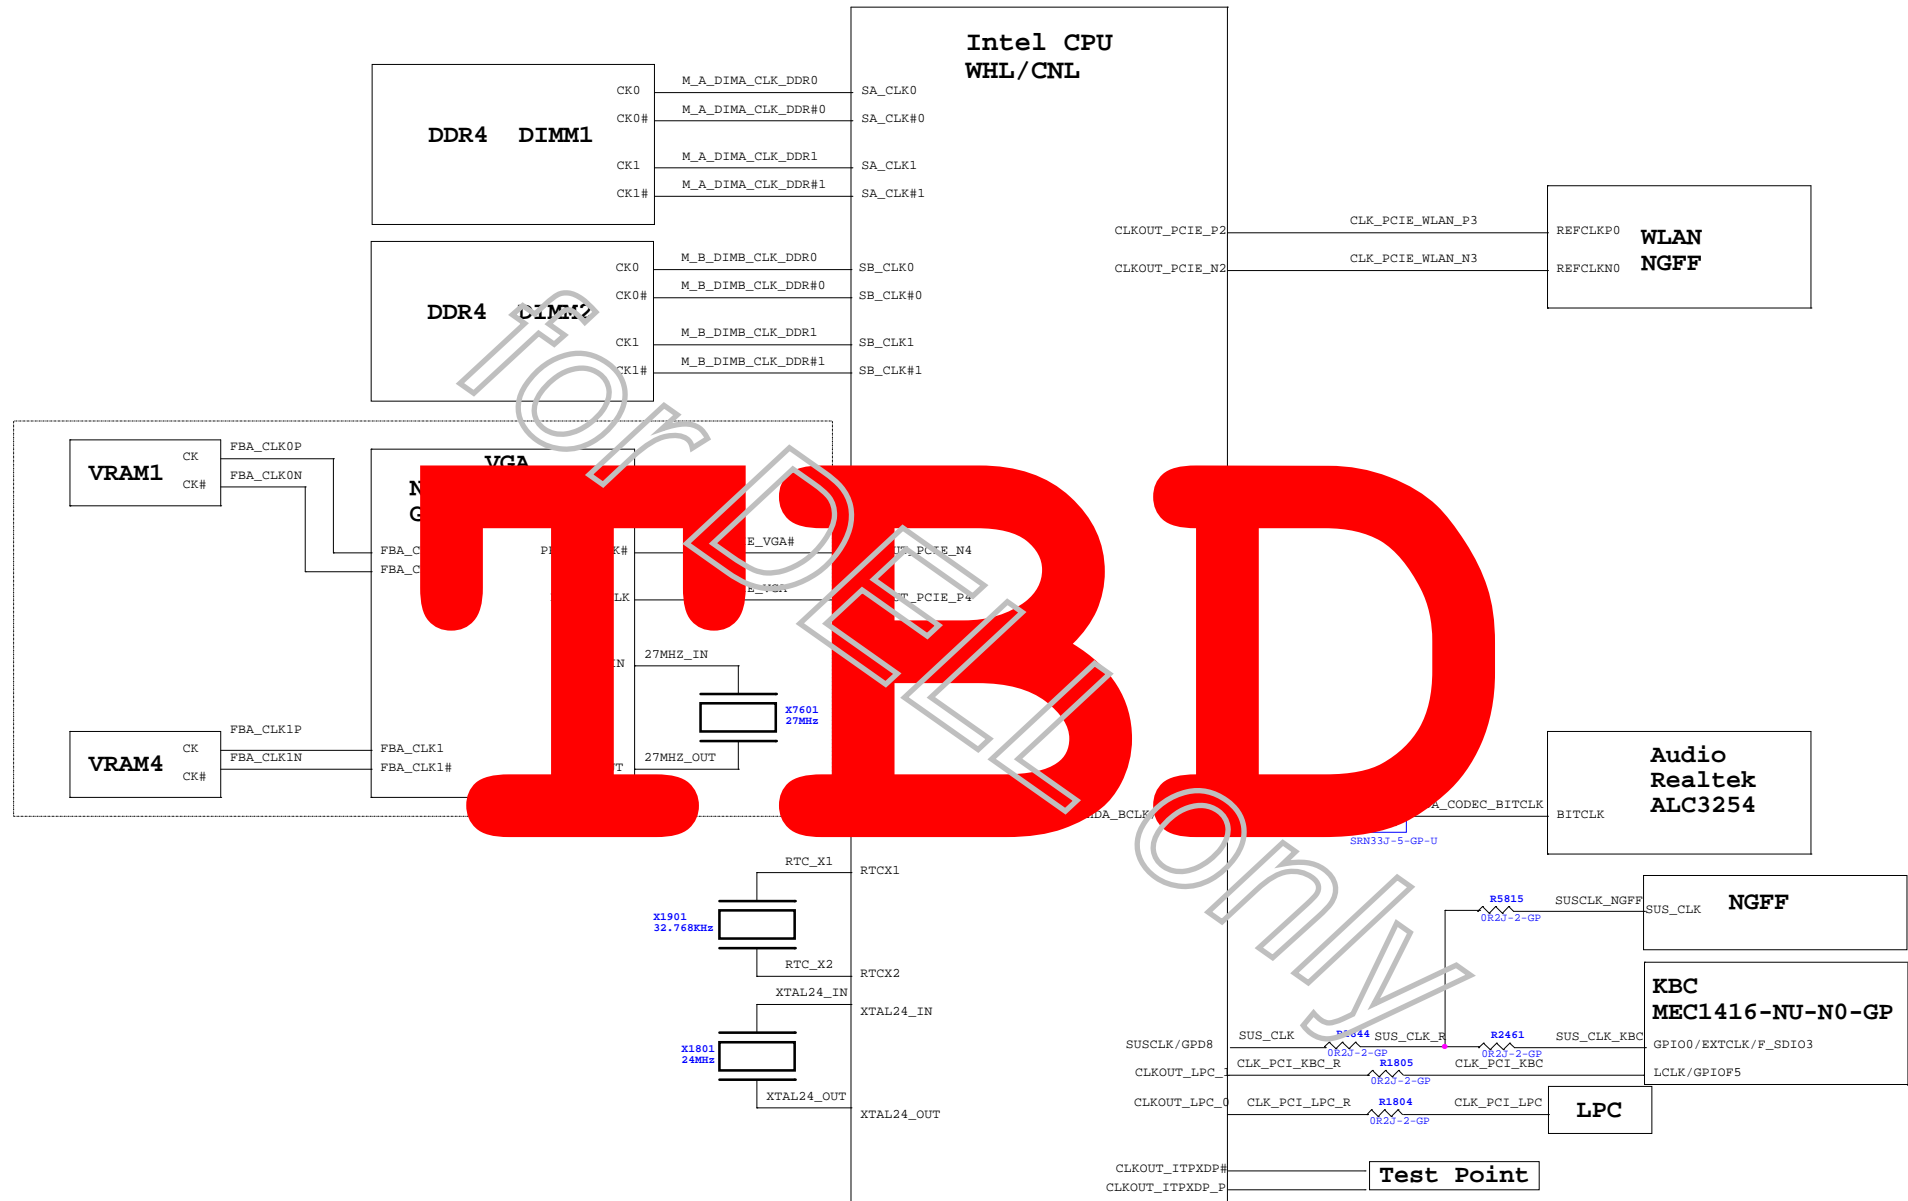 Intel CPU
WHL/CNL
DDR4 DIMM1
CK0
CK0#
CK1
CK1#
M_A_DIMA_CLK_DDR0
M_A_DIMA_CLK_DDR#0
M_A_DIMA_CLK_DDR1
M_A_DIMA_CLK_DDR#1
SA_CLK0
SA_CLK#0
SA_CLK1
SA_CLK#1
DDR4 DIMM2
CK0
CK0#
CK1
CK1#
M_B_DIMB_CLK_DDR0
M_B_DIMB_CLK_DDR#0
M_B_DIMB_CLK_DDR1
M_B_DIMB_CLK_DDR#1
SB_CLK0
SB_CLK#0
SB_CLK1
SB_CLK#1
CLKOUT_PCIE_P2
CLKOUT_PCIE_N2
CLK_PCIE_WLAN_P3
CLK_PCIE_WLAN_N3
REFCLKP0
REFCLKN0
WLAN
NGFF
VRAM1
CK
CK#
FBA_CLK0P
FBA_CLK0N
VGA
VRAM4
CK
CK#
FBA_CLK1P
FBA_CLK1N
FBA_CLK1
FBA_CLK1#
27MHZ_IN
X7601
27MHz
27MHZ_OUT
TBD
for DELL only
Audio
Realtek
ALC3254
BITCLK
SRN33J-5-GP-U
RTC_X1
RTCX1
X1901
32.768KHz
RTC_X2
RTCX2
XTAL24_IN
XTAL24_IN
X1801
24MHz
XTAL24_OUT
XTAL24_OUT
R5815
0R2J-2-GP
SUSCLK_NGFF
SUS_CLK
NGFF
KBC
MEC1416-NU-N0-GP
SUSCLK/GPD8
SUS_CLK
0R2J-2-GP
SUS_CLK_R
R2461
0R2J-2-GP
SUS_CLK_KBC
GPIO0/EXTCLK/F_SDIO3
CLKOUT_LPC_1
CLK_PCI_KBC_R
R1805
0R2J-2-GP
CLK_PCI_KBC
LCLK/GPIOF5
CLKOUT_LPC_0
CLK_PCI_LPC_R
R1804
0R2J-2-GP
CLK_PCI_LPC
LPC
CLKOUT_ITPXDP#
CLKOUT_ITPXDP_P
Test Point